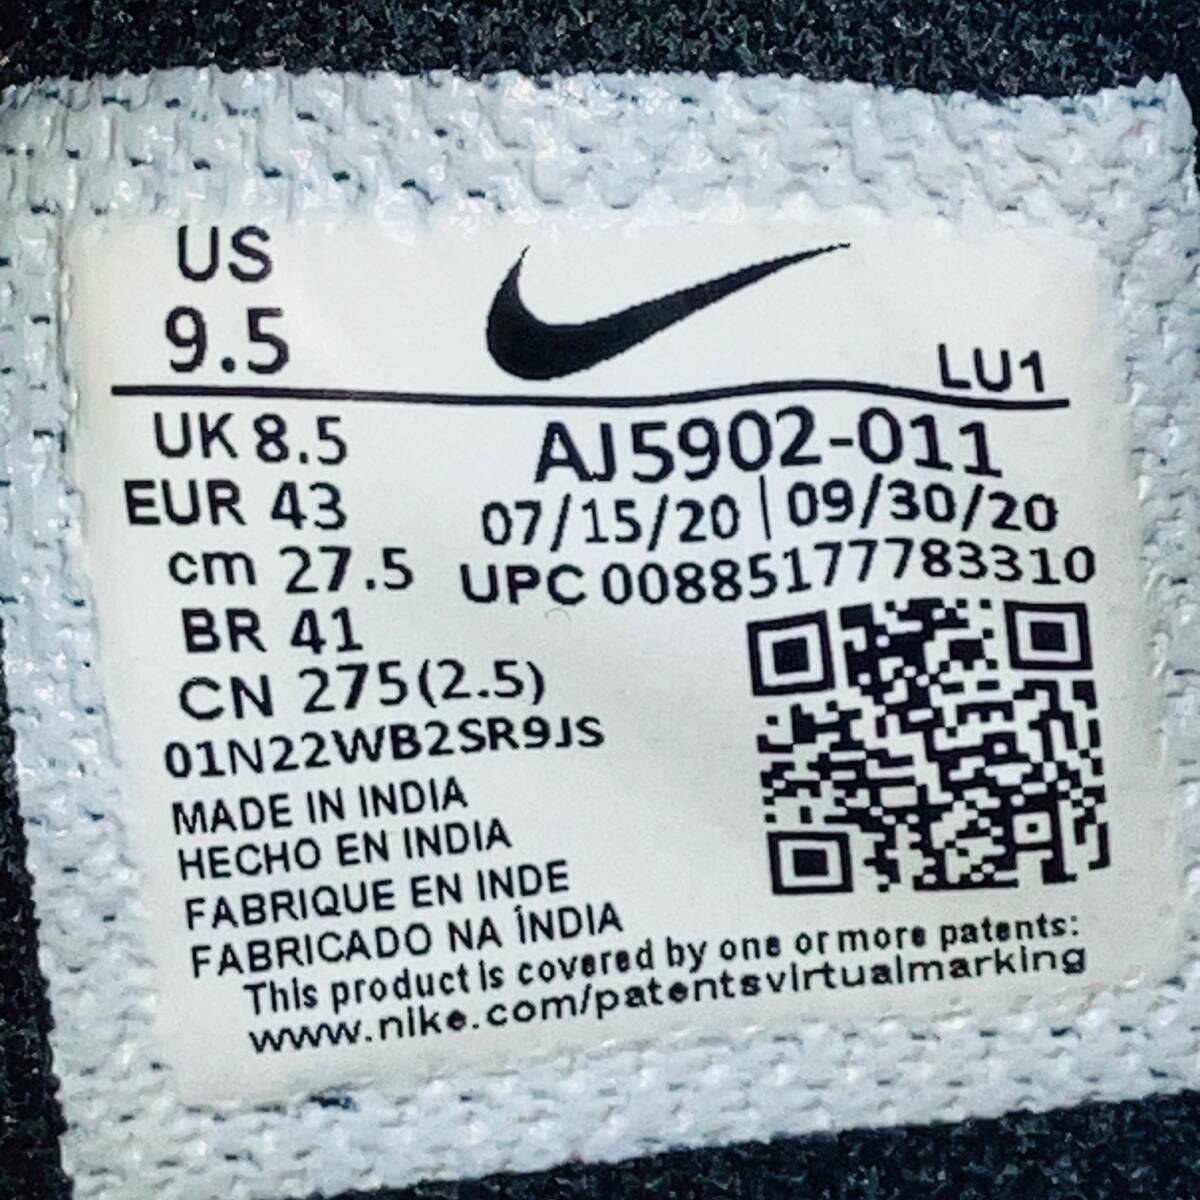 US
9.5
LU1
UK 8.5
AJ5902-011
EUR 43
07/15/20 | 09/30/20
cm 27.5
UPC 00885177783310
BR 41
CN 275(2.5)
01N22WB2SR9JS
MADE IN INDIA
HECHO EN INDIA
FABRIQUE EN INDE
FABRICADO NA ÍNDIA
This product is covered by one or more patents:
www.nike.com/patentsvirtualmarking